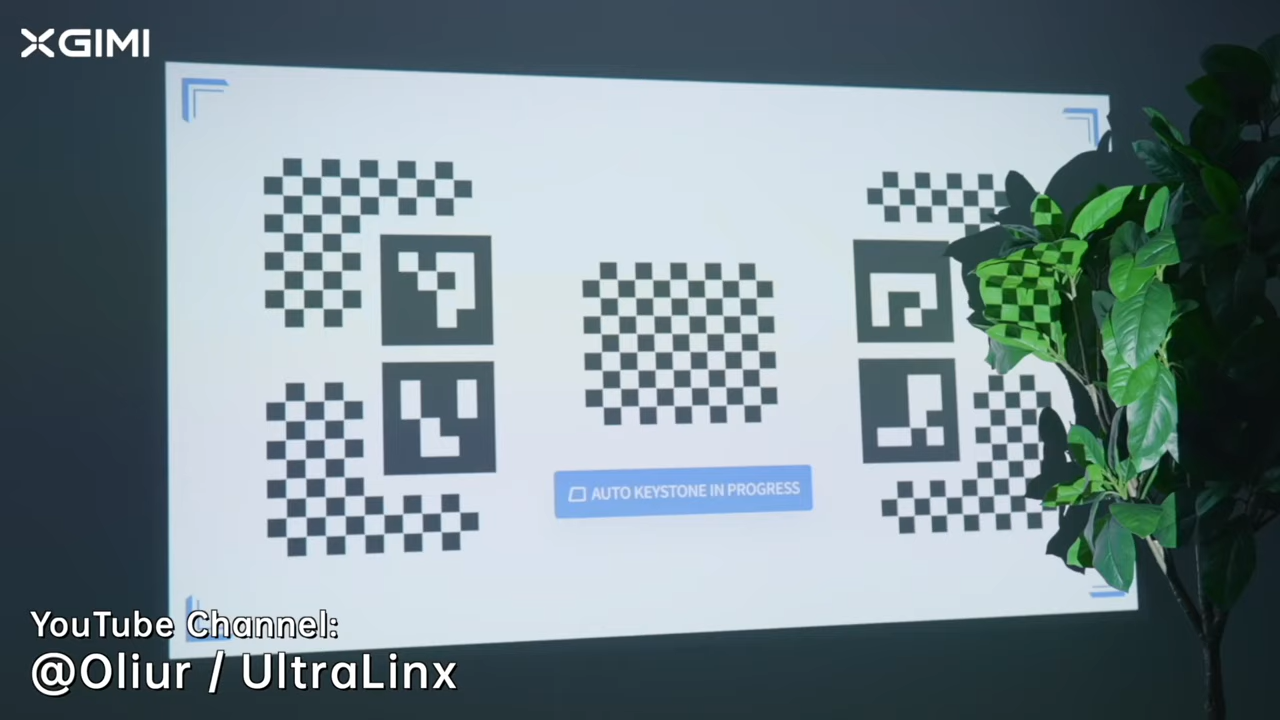 XGIMI
AUTO KEYSTONE IN PROGRESS
YouTube Channel:
@Oliur / UltraLinx